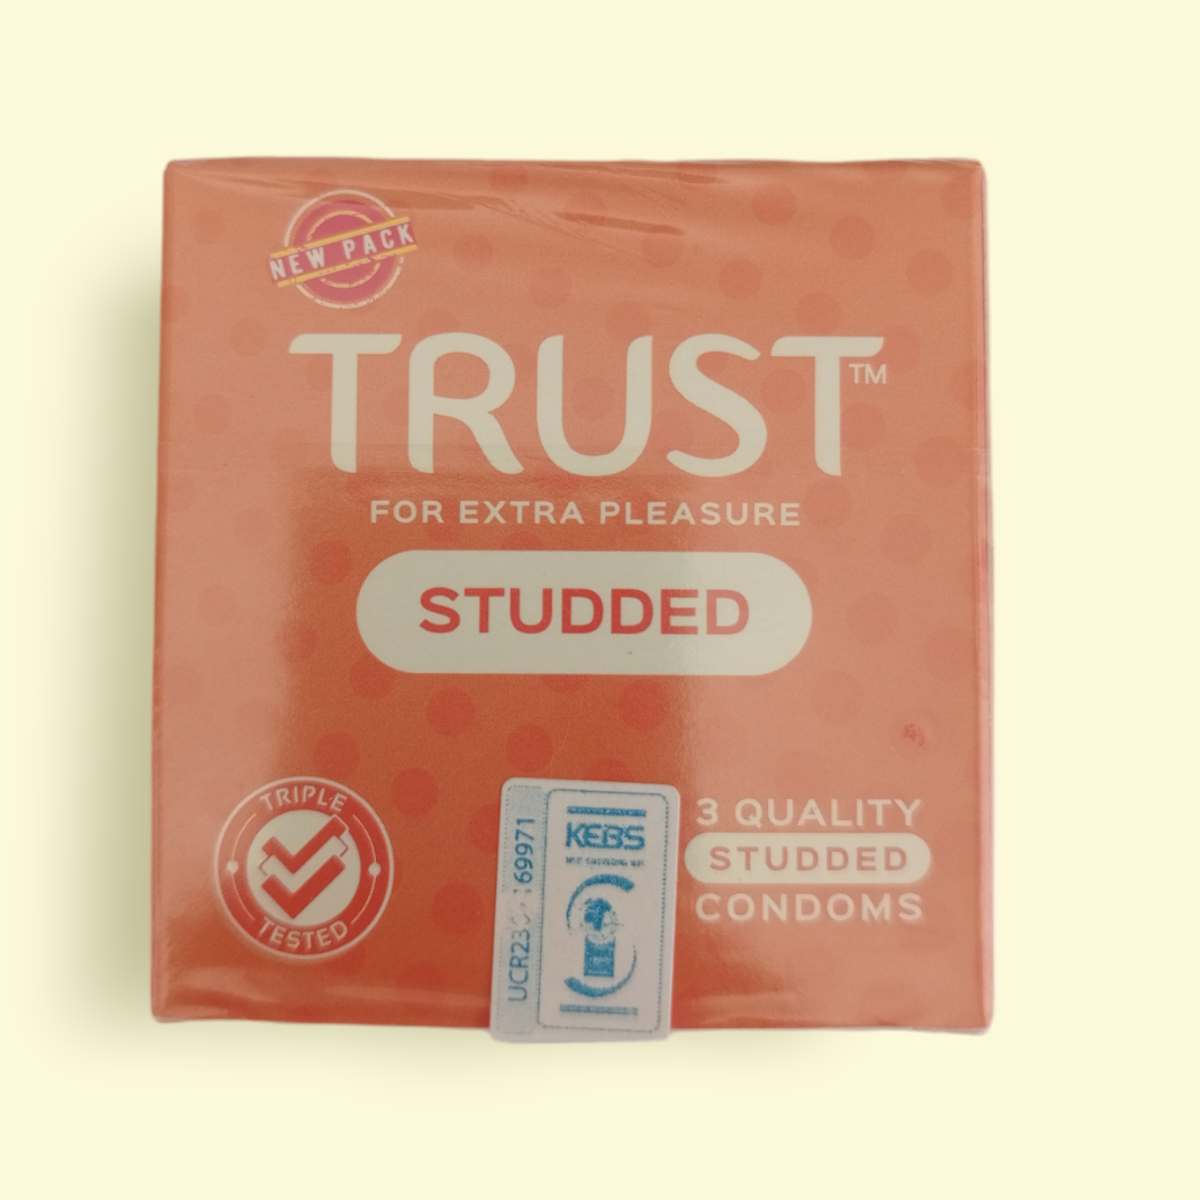 NEW PACK
TRUST™
FOR EXTRA PLEASURE
STUDDED
TRIPLE
TESTED
KEBS
3 QUALITY
STUDDED
CONDOMS